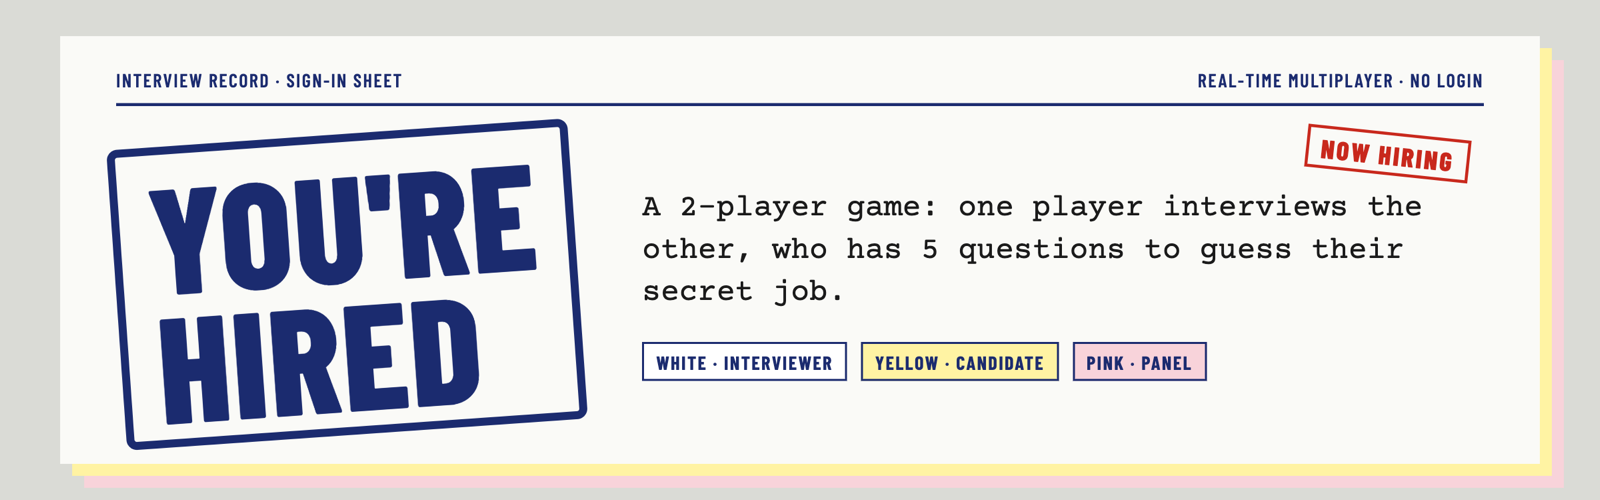 INTERVIEW RECORD · SIGN-IN SHEET
REAL-TIME MULTIPLAYER · NO LOGIN
YOU'RE
HIRED
NOW HIRING
A 2-player game: one player interviews the
other, who has 5 questions to guess their
secret job.
WHITE · INTERVIEWER
YELLOW · CANDIDATE
PINK · PANEL